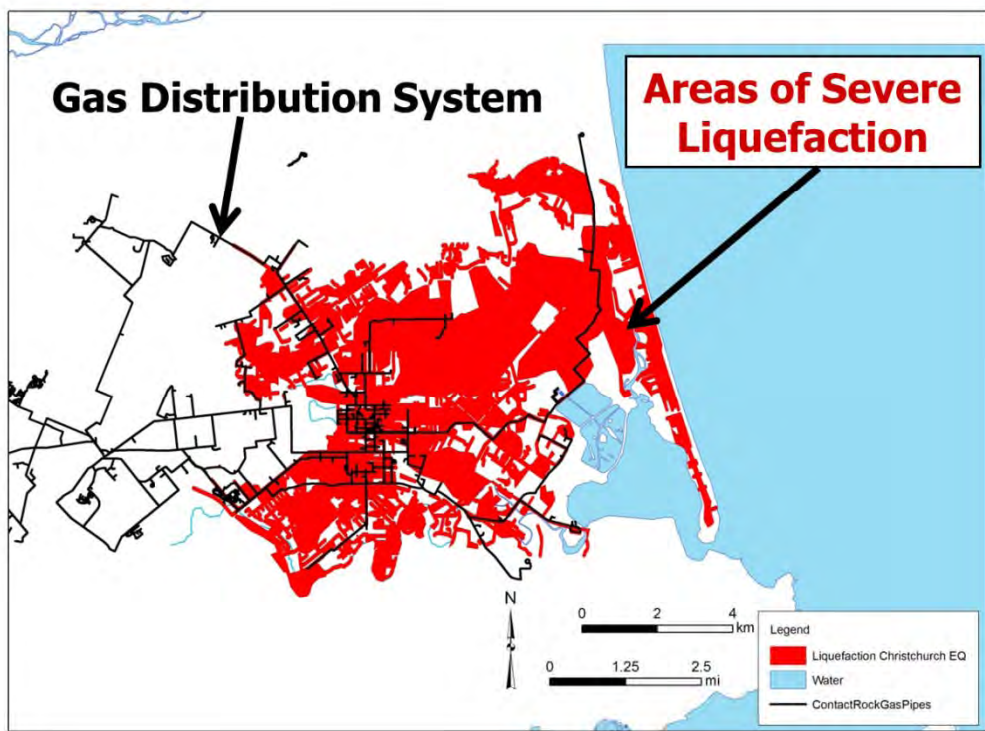 Gas Distribution System
Areas of Severe
Liquefaction
N
0 2 4
km
0 1.25 2.5
mi
Legend
Liquefaction Christchurch EQ
Water
ContactRockGasPipes